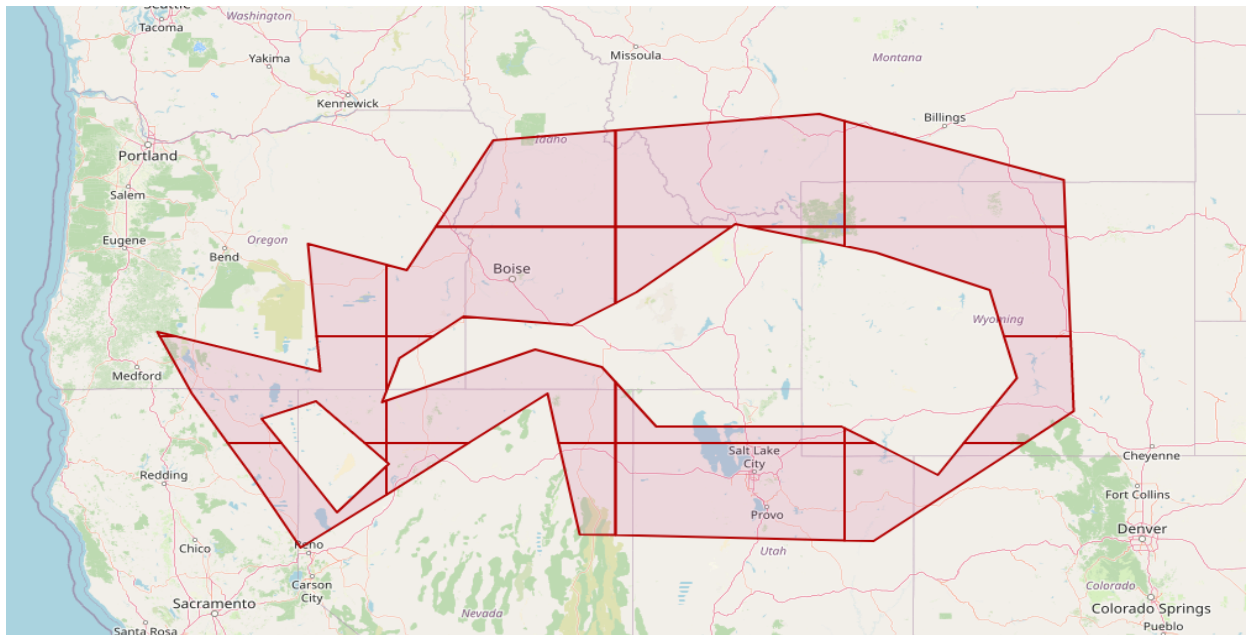 Seattle
Washington
Tacoma
Yakima
Missoula
Montana
Kennewick
Billings
Portland
Idaho
Salem
Eugene
Oregon
Bend
Boise
Wyoming
Medford
Salt Lake
City
Cheyenne
Redding
Fort Collins
Provo
Denver
Chico
Reno
Utah
Carson
City
Colorado
Sacramento
Nevada
Colorado Springs
Santa Rosa
Pueblo